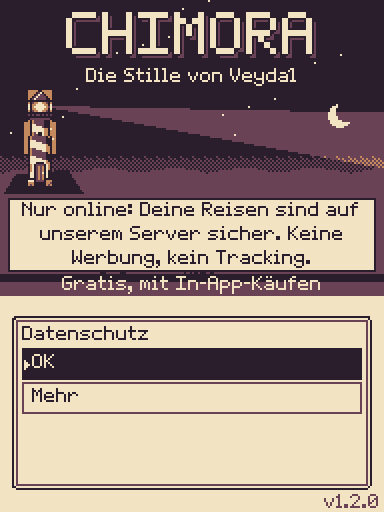 CHIMORA
Die Stille von Veydal
Nur online: Deine Reisen sind auf
unserem Server sicher. Keine
Werbung, kein Tracking.
Gratis, mit In-App-Käufen
Datenschutz
OK
Mehr
v1.2.0